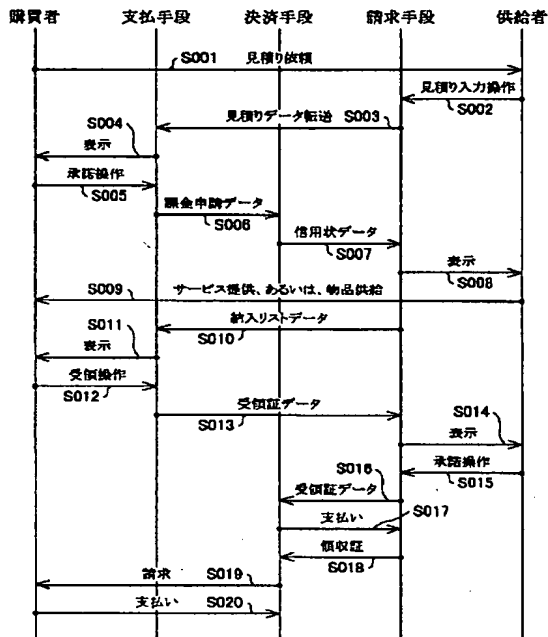 購買者 支払手段 決済手段 請求手段 供給者
S001 見積り依頼
見積り入力操作
S002
見積りデータ転送 S003
S004
表示
承諾操作
S005
課金申請データ
S006
信用状データ
S007
表示
S008
S009 サービス提供、あるいは、物品供給
納入リストデータ
S010
S011
表示
受領操作
S012
受領証データ
S013
S014
表示
承諾操作
S015
S016
受領証データ
支払い S017
領収証
S018
請求 S019
支払い S020